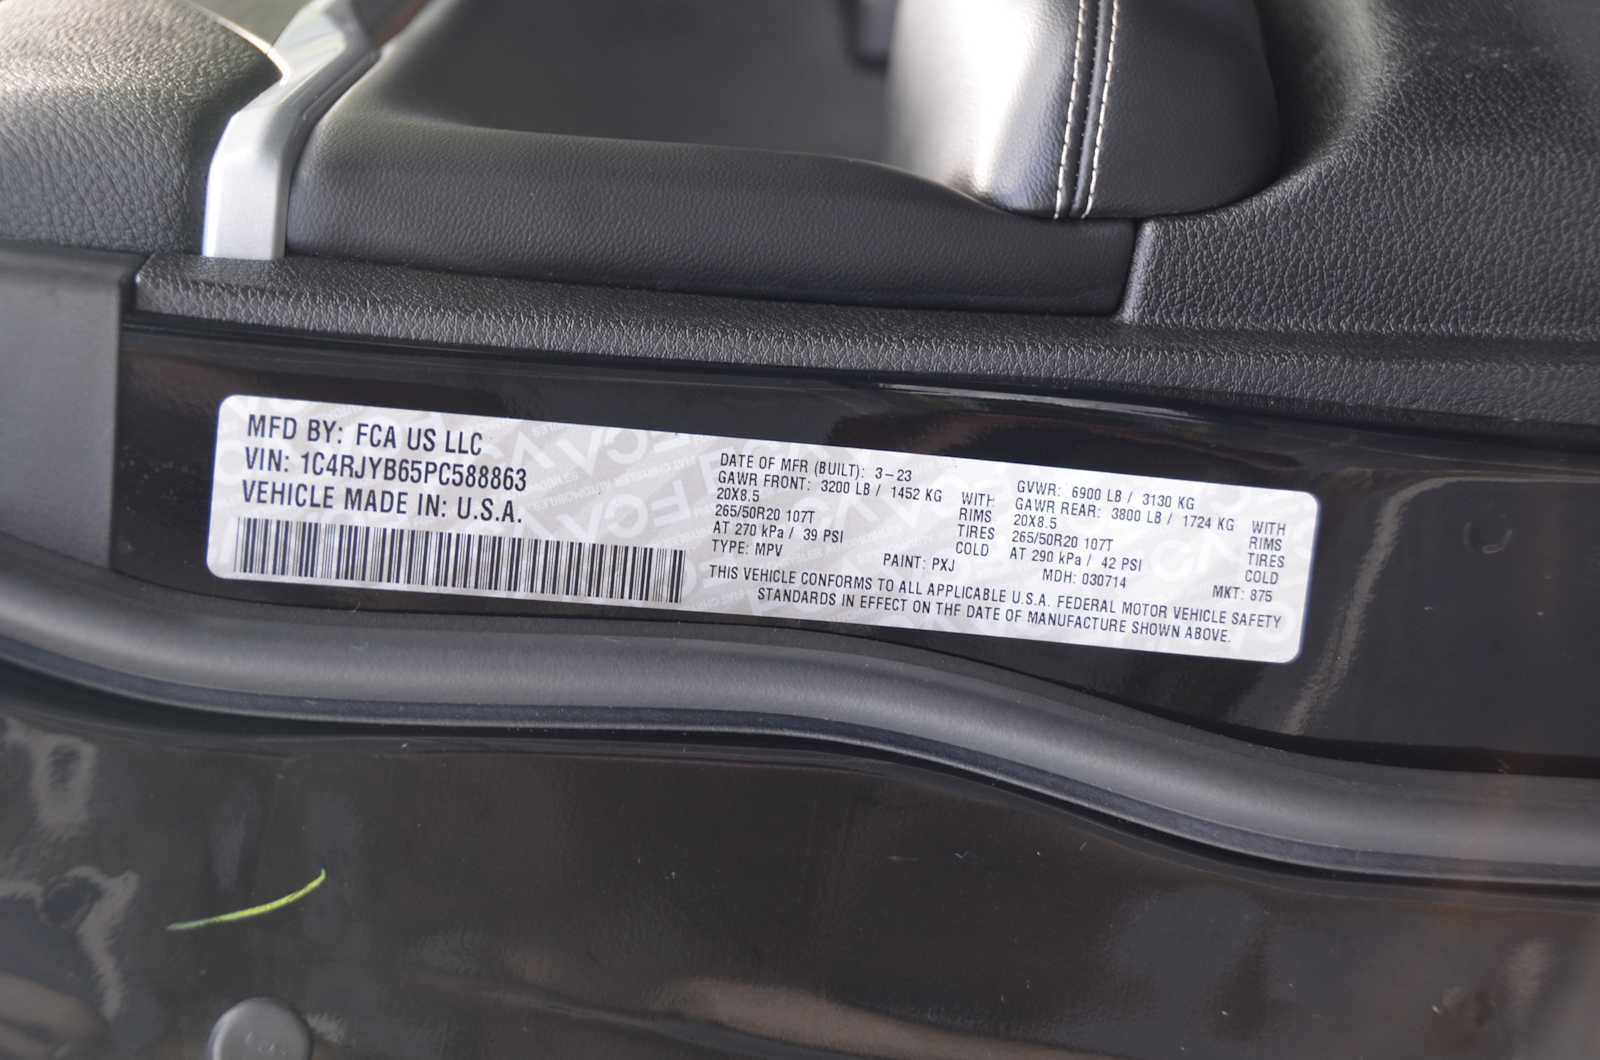 MFD BY: FCA US LLC
VIN: 1C4RJYB65PC588863
VEHICLE MADE IN: U.S.A.
DATE OF MFR (BUILT): 3-23
GAWR FRONT: 3200 LB / 1452 KG WITH
20X8.5 RIMS
265/50R20 107T TIRES
AT 270 kPa / 39 PSI COLD
TYPE: MPV PAINT: PXJ
GVWR: 6900 LB / 3130 KG
GAWR REAR: 3800 LB / 1724 KG WITH
20X8.5 RIMS
265/50R20 107T TIRES
AT 290 kPa / 42 PSI COLD
MDH: 030714 MKT: 875
THIS VEHICLE CONFORMS TO ALL APPLICABLE U.S.A. FEDERAL MOTOR VEHICLE SAFETY
STANDARDS IN EFFECT ON THE DATE OF MANUFACTURE SHOWN ABOVE.